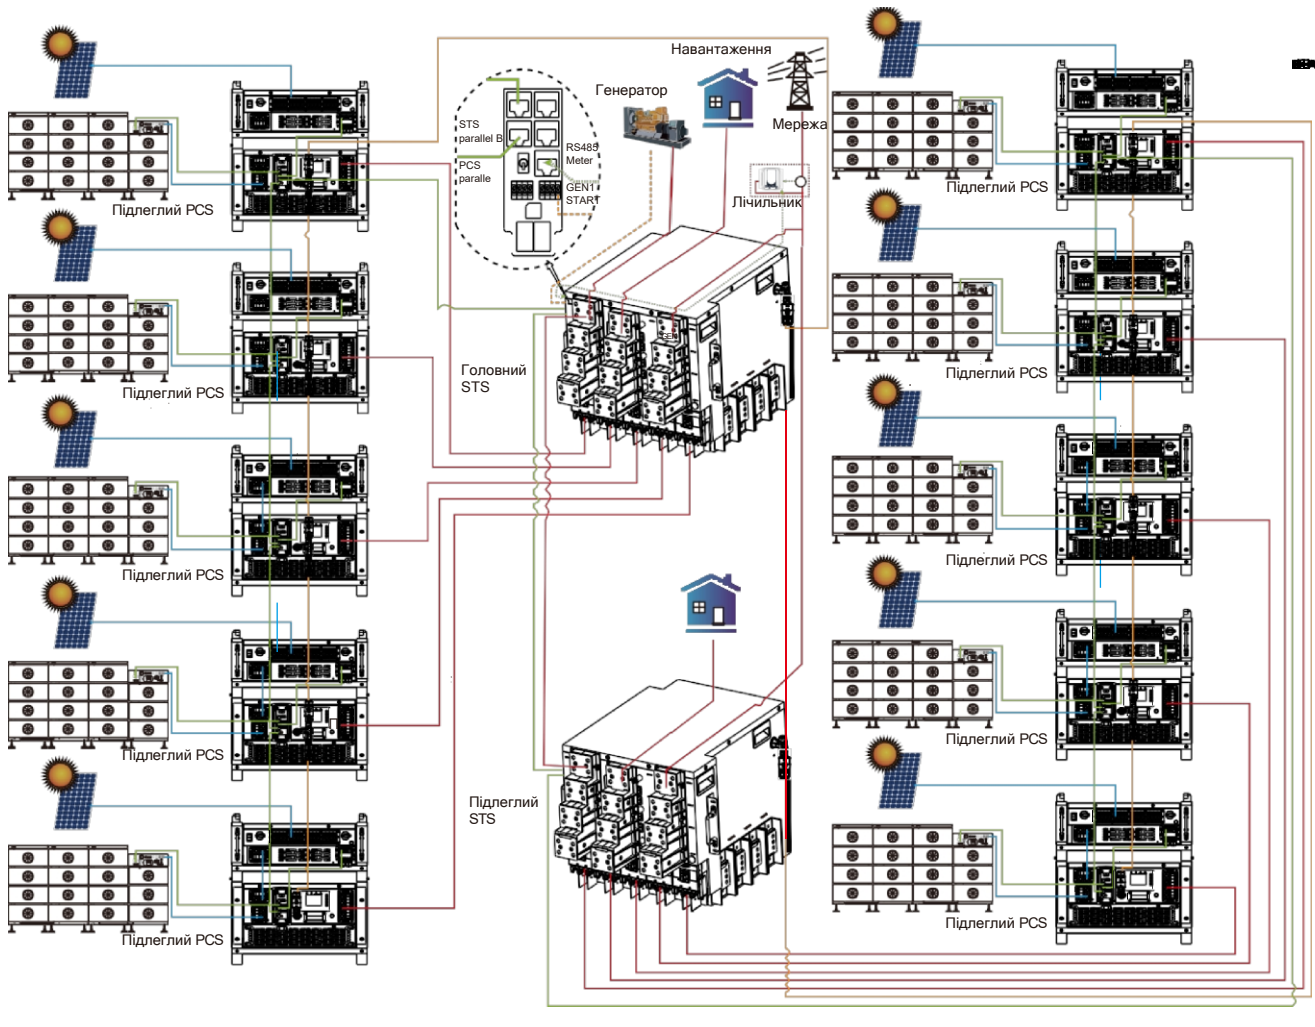 Навантаження
Генератор
Мережа
STS
parallel B
RS485
Meter
PCS
paralle
GEN1
START
Лічильник
Підлеглий PCS
Підлеглий PCS
Підлеглий PCS
Підлеглий PCS
Головний
STS
Підлеглий PCS
Підлеглий PCS
Підлеглий PCS
Підлеглий PCS
Підлеглий PCS
Підлеглий
STS
Підлеглий PCS